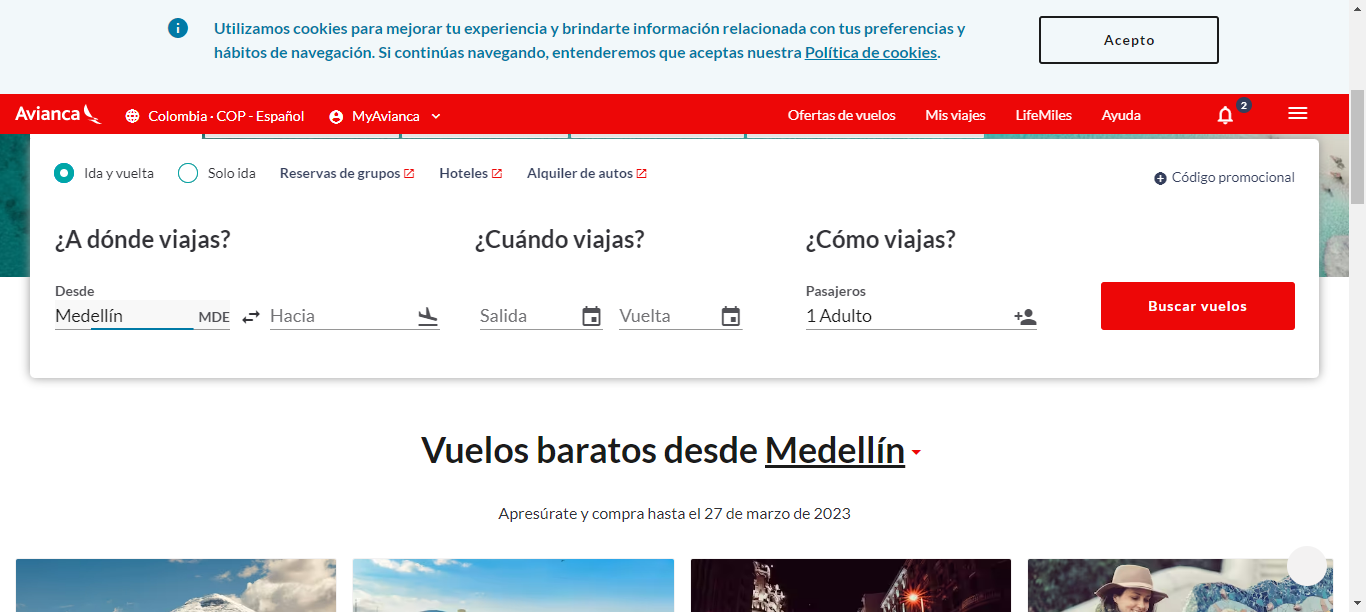 Utilizamos cookies para mejorar tu experiencia y brindarte información relacionada con tus preferencias y
hábitos de navegación. Si continúas navegando, entenderemos que aceptas nuestra Política de cookies.
Acepto
Avianca
Colombia · COP - Español
MyAvianca
Ofertas de vuelos
Mis viajes
LifeMiles
Ayuda
2
Ida y vuelta
Solo ida
Reservas de grupos
Hoteles
Alquiler de autos
Código promocional
¿A dónde viajas?
¿Cuándo viajas?
¿Cómo viajas?
Desde
Pasajeros
Medellín MDE
Hacia
Salida
Vuelta
1 Adulto
Buscar vuelos
Vuelos baratos desde Medellín
Apresúrate y compra hasta el 27 de marzo de 2023